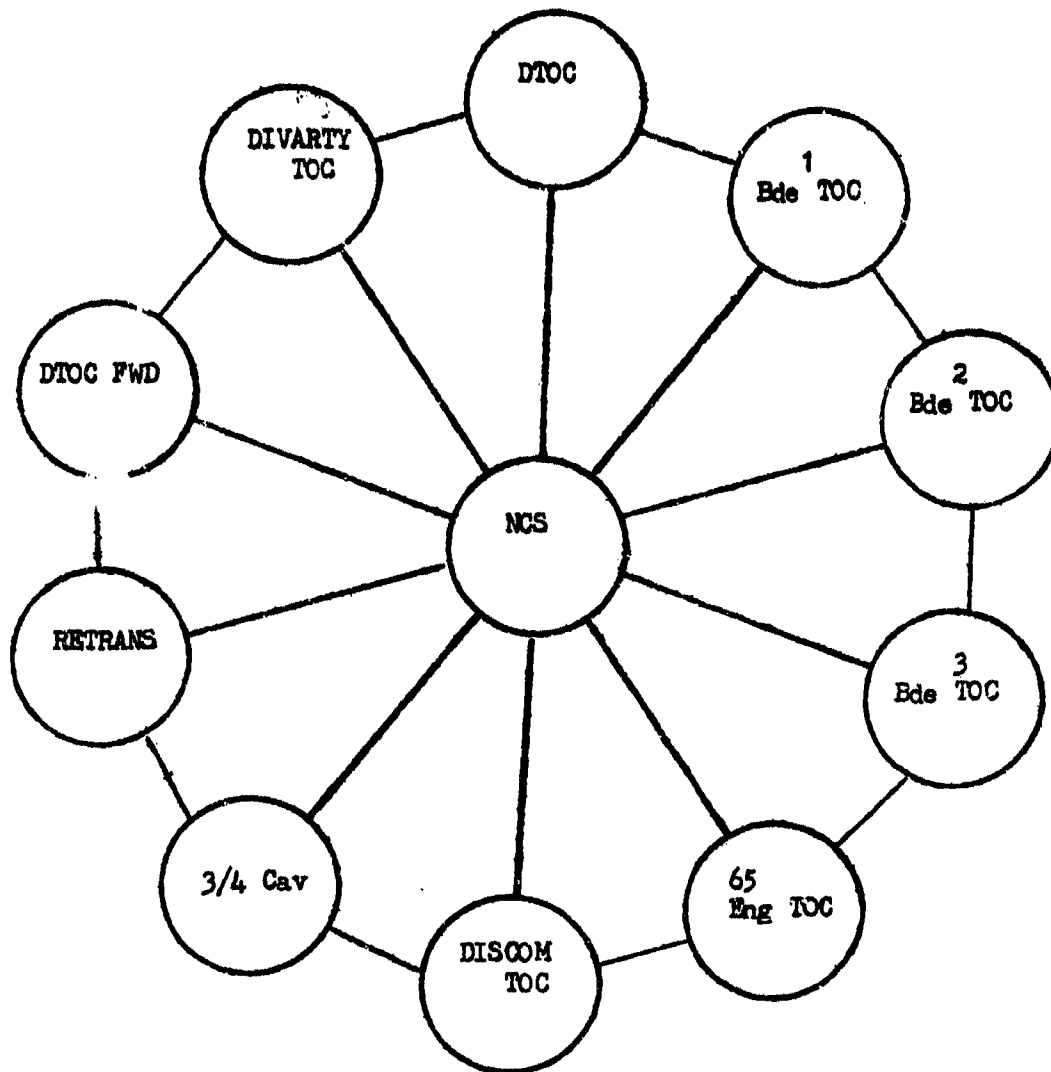 DTOC
DIVARTY
TOC
1
Bde TOC
DTOC FWD
2
Bde TOC
NCS
RETRANS
3
Bde TOC
3/4 Cav
65
Eng TOC
DISCOM
TOC